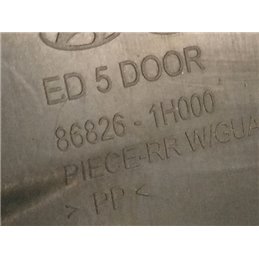 ED 5 DOOR
86826 - 1H000
PIECE-RR W/GUA
> PP <